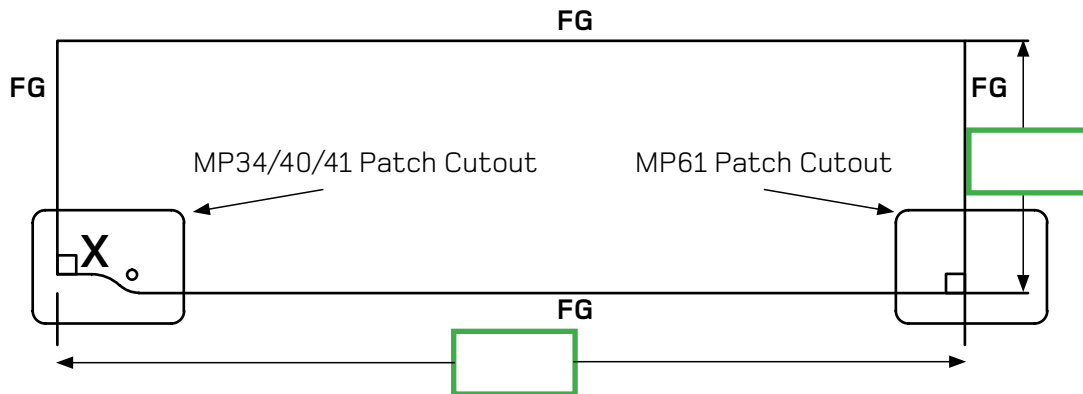 FG
FG
FG
MP34/40/41 Patch Cutout
MP61 Patch Cutout
X
FG